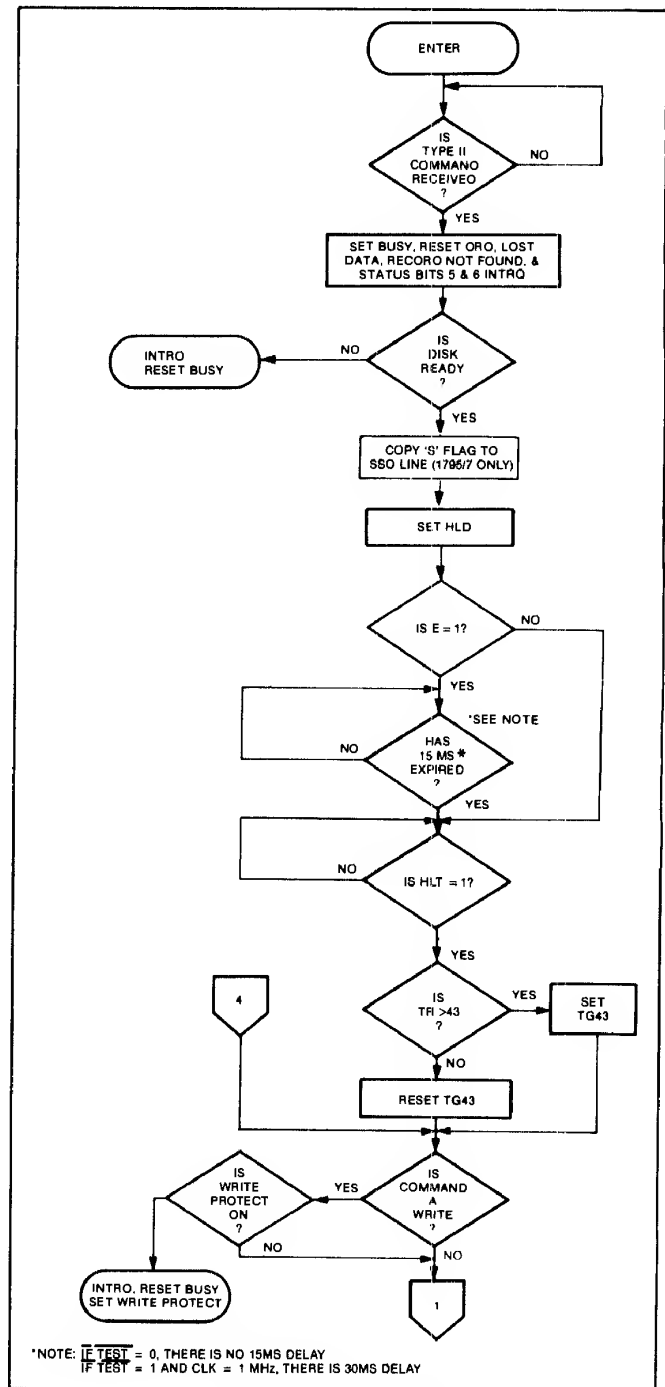 ENTER
IS
TYPE II
COMMANO
RECEIVEO
?
NO
YES
SET BUSY, RESET ORO, LOST
DATA, RECORO NOT FOUND, &
STATUS BITS 5 & 6 INTRQ
IS
DISK
READY
?
NO
INTRO
RESET BUSY
YES
COPY 'S' FLAG TO
SSO LINE (1795/7 ONLY)
SET HLD
IS E = 1?
NO
YES
*SEE NOTE
HAS
15 MS*
EXPIRED
?
NO
YES
IS HLT = 1?
NO
YES
4
IS
TR >43
?
YES
SET
TG43
NO
RESET TG43
IS
WRITE
PROTECT
ON
?
YES
IS
COMMAND
A
WRITE
?
NO
NO
INTRO, RESET BUSY
SET WRITE PROTECT
1
*NOTE: IF TEST = 0, THERE IS NO 15MS DELAY
IF TEST = 1 AND CLK = 1 MHz, THERE IS 30MS DELAY